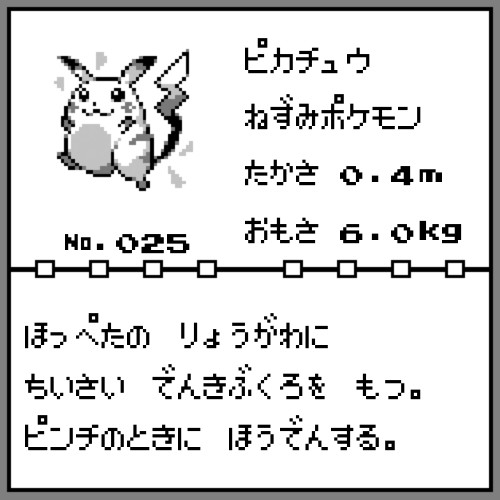 ピカチュウ
ねずみポケモン
たかさ 0.4m
おもさ 6.0kg
No.025
ほっぺたの りょうがわに
ちいさい でんきぶくろを もつ。
ピンチのときに ほうでんする。